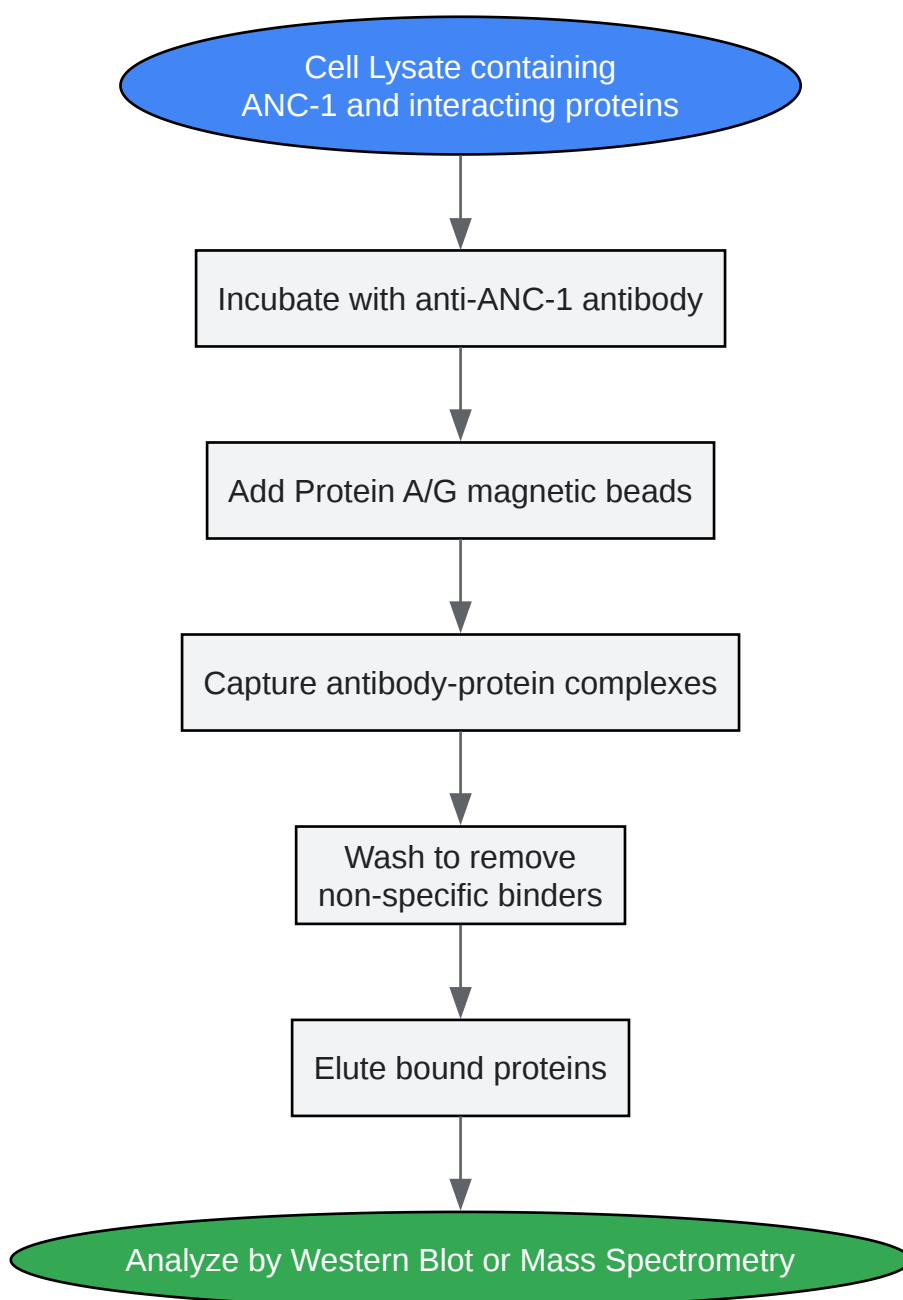 Cell Lysate containing
ANC-1 and interacting proteins
Incubate with anti-ANC-1 antibody
Add Protein A/G magnetic beads
Capture antibody-protein complexes
Wash to remove
non-specific binders
Elute bound proteins
Analyze by Western Blot or Mass Spectrometry